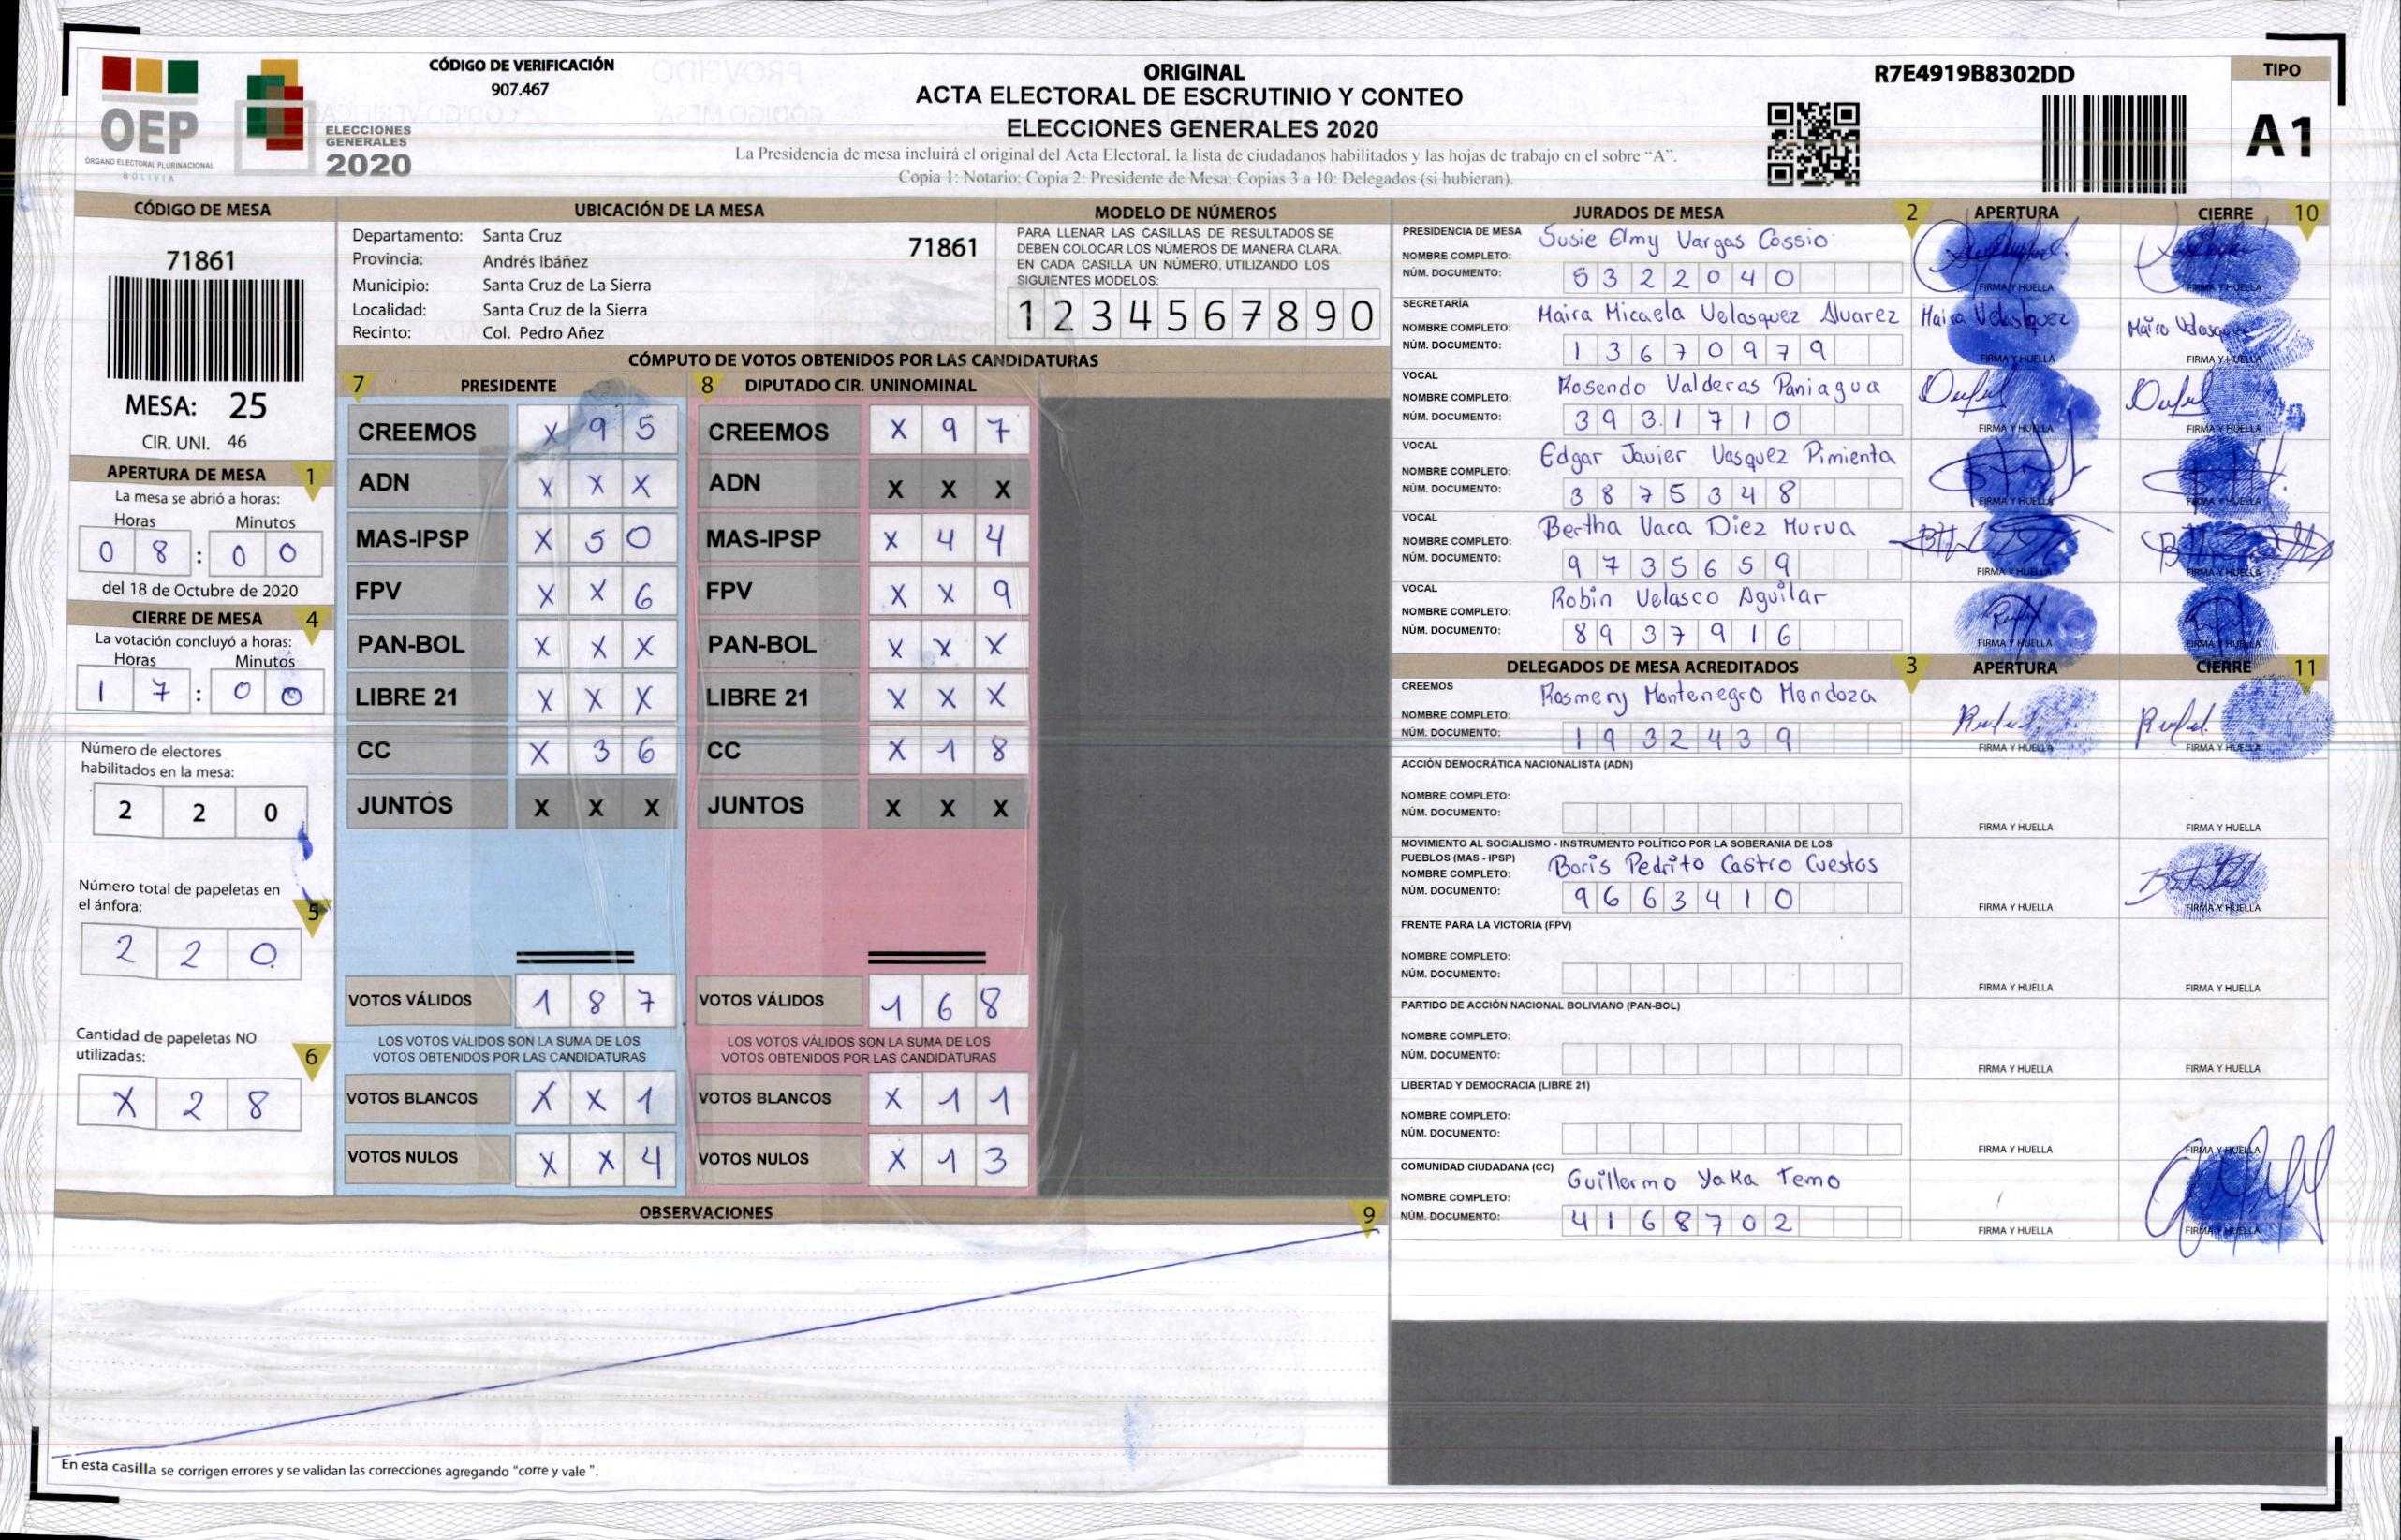 CÓDIGO DE VERIFICACIÓN
907.467
OEP
ÓRGANO ELECTORAL PLURINACIONAL
BOLIVIA
ELECCIONES
GENERALES
2020
ORIGINAL
ACTA ELECTORAL DE ESCRUTINIO Y CONTEO
ELECCIONES GENERALES 2020
La Presidencia de mesa incluirá el original del Acta Electoral, la lista de ciudadanos habilitados y las hojas de trabajo en el sobre "A".
Copia 1: Notario; Copia 2: Presidente de Mesa; Copias 3 a 10: Delegados (si hubieran).
R7E4919B8302DD
TIPO
A1
CÓDIGO DE MESA
71861
MESA: 25
CIR. UNI. 46
APERTURA DE MESA 1
La mesa se abrió a horas:
Horas Minutos
0 8 : 0 0
del 18 de Octubre de 2020
CIERRE DE MESA 4
La votación concluyó a horas:
Horas Minutos
1 7 : 0 0
Número de electores
habilitados en la mesa:
2 2 0
Número total de papeletas en
el ánfora:
5
2 2 0
Cantidad de papeletas NO
utilizadas:
6
X 2 8
UBICACIÓN DE LA MESA
Departamento: Santa Cruz
71861
Provincia: Andrés Ibáñez
Municipio: Santa Cruz de La Sierra
Localidad: Santa Cruz de la Sierra
Recinto: Col. Pedro Añez
MODELO DE NÚMEROS
PARA LLENAR LAS CASILLAS DE RESULTADOS SE
DEBEN COLOCAR LOS NÚMEROS DE MANERA CLARA.
EN CADA CASILLA UN NÚMERO, UTILIZANDO LOS
SIGUIENTES MODELOS:
1 2 3 4 5 6 7 8 9 0
CÓMPUTO DE VOTOS OBTENIDOS POR LAS CANDIDATURAS
7 PRESIDENTE
CREEMOS X 9 5
ADN X X X
MAS-IPSP X 5 0
FPV X X 6
PAN-BOL X X X
LIBRE 21 X X X
CC X 3 6
JUNTOS X X X
VOTOS VÁLIDOS 1 8 7
LOS VOTOS VÁLIDOS SON LA SUMA DE LOS
VOTOS OBTENIDOS POR LAS CANDIDATURAS
VOTOS BLANCOS X X 1
VOTOS NULOS X X 4
8 DIPUTADO CIR. UNINOMINAL
CREEMOS X 9 7
ADN X X X
MAS-IPSP X 4 4
FPV X X 9
PAN-BOL X X X
LIBRE 21 X X X
CC X 1 8
JUNTOS X X X
VOTOS VÁLIDOS 1 6 8
LOS VOTOS VÁLIDOS SON LA SUMA DE LOS
VOTOS OBTENIDOS POR LAS CANDIDATURAS
VOTOS BLANCOS X 1 1
VOTOS NULOS X 1 3
OBSERVACIONES 9
En esta casilla se corrigen errores y se validan las correcciones agregando "corre y vale ".
JURADOS DE MESA 2 APERTURA CIERRE 10
PRESIDENCIA DE MESA Susie Elmy Vargas Cossio
NOMBRE COMPLETO:
NÚM. DOCUMENTO: 5 3 2 2 0 4 0
FIRMA Y HUELLA FIRMA Y HUELLA
SECRETARÍA
NOMBRE COMPLETO: Maira Micaela Velasquez Alvarez Maira Velasquez
NÚM. DOCUMENTO: 1 3 6 7 0 9 7 9
FIRMA Y HUELLA FIRMA Y HUELLA
VOCAL
NOMBRE COMPLETO: Rosendo Valderas Paniagua
NÚM. DOCUMENTO: 3 9 3 1 7 1 0
FIRMA Y HUELLA FIRMA Y HUELLA
VOCAL
NOMBRE COMPLETO: Edgar Javier Vasquez Pimienta
NÚM. DOCUMENTO: 3 8 7 5 3 4 8
FIRMA Y HUELLA FIRMA Y HUELLA
VOCAL
NOMBRE COMPLETO: Bertha Vaca Diez Murua
NÚM. DOCUMENTO: 9 7 3 5 6 5 9
FIRMA Y HUELLA FIRMA Y HUELLA
VOCAL
NOMBRE COMPLETO: Robin Velasco Aguilar
NÚM. DOCUMENTO: 8 9 3 7 9 1 6
FIRMA Y HUELLA FIRMA Y HUELLA
DELEGADOS DE MESA ACREDITADOS 3 APERTURA CIERRE 11
CREEMOS Rosmery Montenegro Mendoza
NOMBRE COMPLETO:
NÚM. DOCUMENTO: 1 9 3 2 4 3 9
FIRMA Y HUELLA FIRMA Y HUELLA
ACCIÓN DEMOCRÁTICA NACIONALISTA (ADN)
NOMBRE COMPLETO:
NÚM. DOCUMENTO:
FIRMA Y HUELLA FIRMA Y HUELLA
MOVIMIENTO AL SOCIALISMO - INSTRUMENTO POLÍTICO POR LA SOBERANIA DE LOS
PUEBLOS (MAS - IPSP) Boris Pedrito Castro Cuestas
NOMBRE COMPLETO:
NÚM. DOCUMENTO: 9 6 6 3 4 1 0
FIRMA Y HUELLA FIRMA Y HUELLA
FRENTE PARA LA VICTORIA (FPV)
NOMBRE COMPLETO:
NÚM. DOCUMENTO:
FIRMA Y HUELLA FIRMA Y HUELLA
PARTIDO DE ACCIÓN NACIONAL BOLIVIANO (PAN-BOL)
NOMBRE COMPLETO:
NÚM. DOCUMENTO:
FIRMA Y HUELLA FIRMA Y HUELLA
LIBERTAD Y DEMOCRACIA (LIBRE 21)
NOMBRE COMPLETO:
NÚM. DOCUMENTO:
FIRMA Y HUELLA FIRMA Y HUELLA
COMUNIDAD CIUDADANA (CC) Guillermo Yaka Temo
NOMBRE COMPLETO:
NÚM. DOCUMENTO: 4 1 6 8 7 0 2
FIRMA Y HUELLA FIRMA Y HUELLA